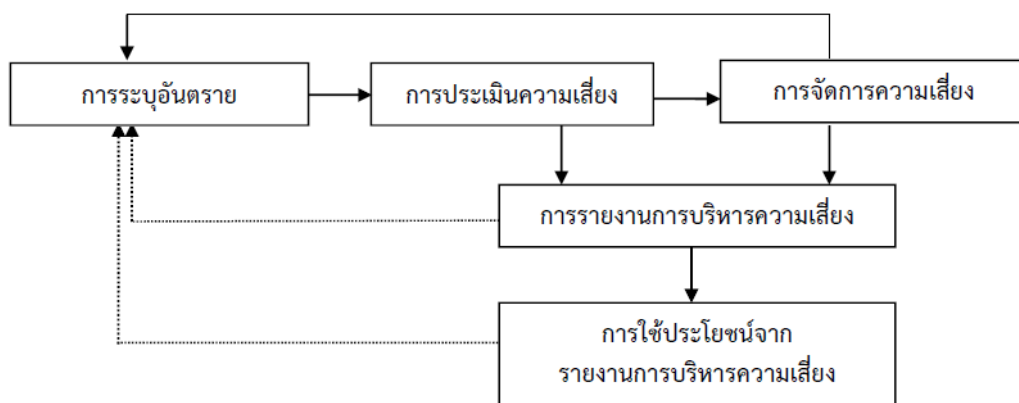 การระบุอันตราย
การประเมินความเสี่ยง
การจัดการความเสี่ยง
การรายงานการบริหารความเสี่ยง
การใช้ประโยชน์จาก
รายงานการบริหารความเสี่ยง